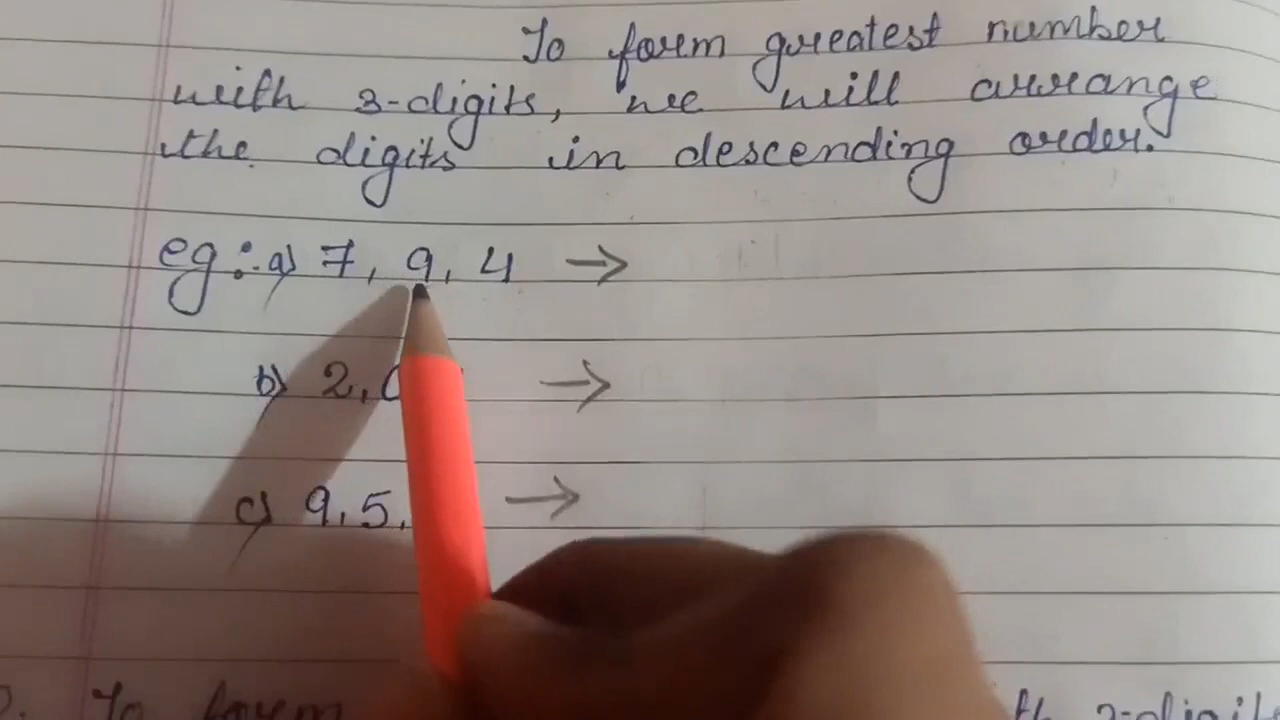 To form greatest number
with 3-digits, we will arrange
the digits in descending order.
eg:- a) 7, 9, 4 →
b) 2, →
c) 9, 5, →
To form